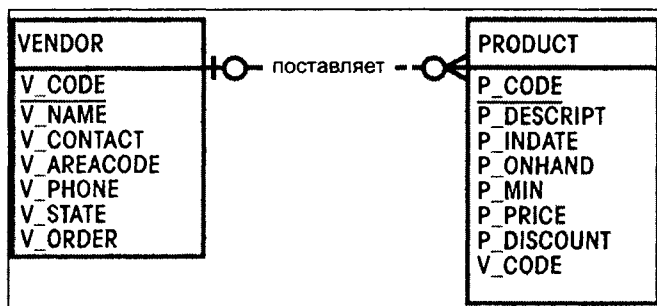 VENDOR
V_CODE
V_NAME
V_CONTACT
V_AREACODE
V_PHONE
V_STATE
V_ORDER
поставляет
PRODUCT
P_CODE
P_DESCRIPT
P_INDATE
P_ONHAND
P_MIN
P_PRICE
P_DISCOUNT
V_CODE